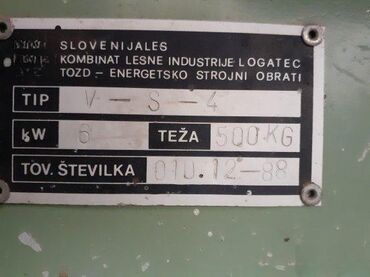 SLOVENIJALES
KOMBINAT LESNE INDUSTRIJE LOGATEC
TOZD – ENERGETSKO STROJNI OBRATI
TIP V – S – 4
kW 6 TEŽA 500 KG
TOV. ŠTEVILKA 010.12–88